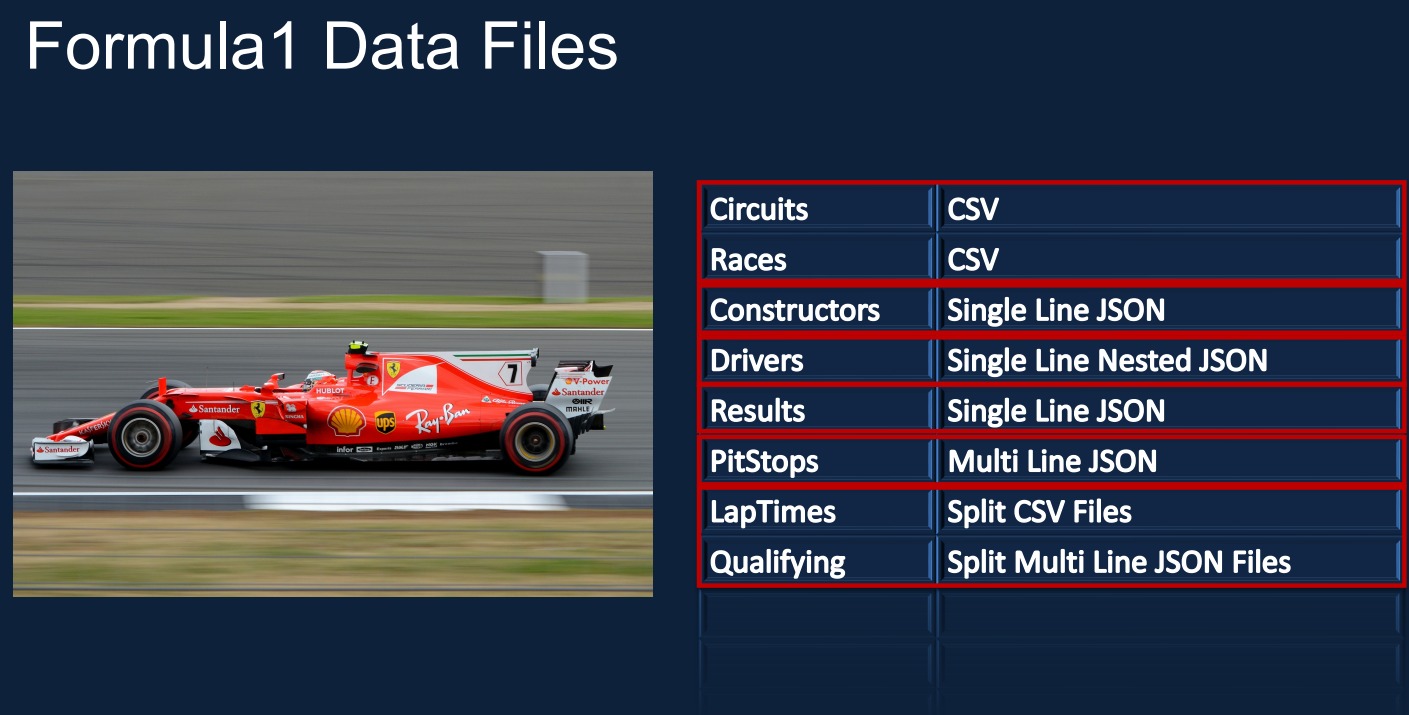 Formula1 Data Files
Circuits CSV
Races CSV
Constructors Single Line JSON
Drivers Single Line Nested JSON
Results Single Line JSON
PitStops Multi Line JSON
LapTimes Split CSV Files
Qualifying Split Multi Line JSON Files
7
V-Power
Santander
MAHLE
HUBLOT
Santander
ups
Ray-Ban
infor
Santander